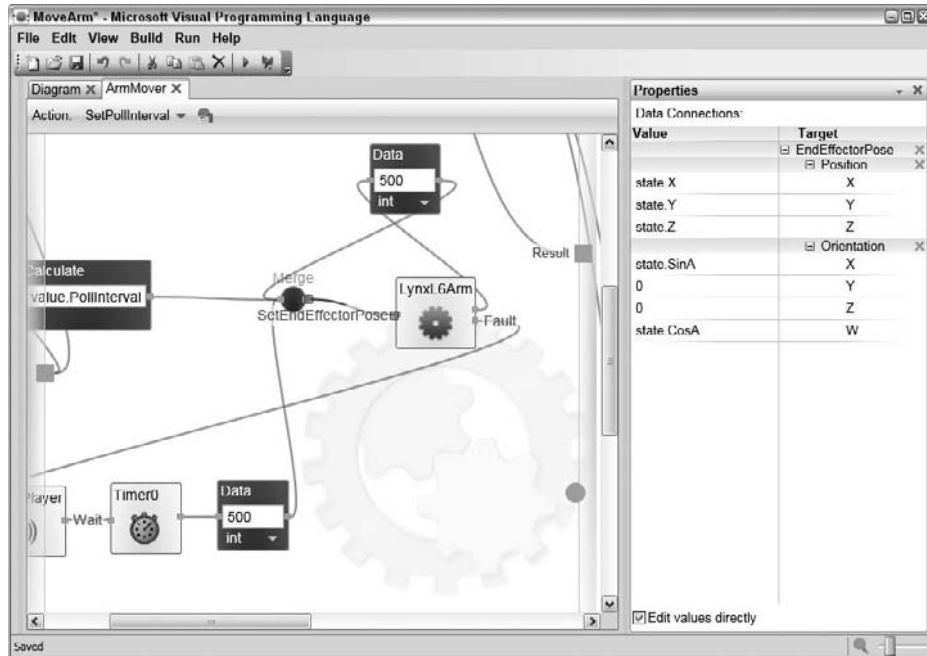 MoveArm* - Microsoft Visual Programming Language
File Edit View Build Run Help
Diagram X ArmMover X
Action: SetPollInterval
Data
500
int
Result
Calculate
value.PollInterval
Merge
SetEndEffectorPose
LynxL6Arm
Fault
Player
Wait
Timer0
Data
500
int
Properties
Data Connections:
Value Target
EndEffectorPose
Position
state.X X
state.Y Y
state.Z Z
Orientation
state.SinA X
0 Y
0 Z
state.CosA W
Edit values directly
Saved